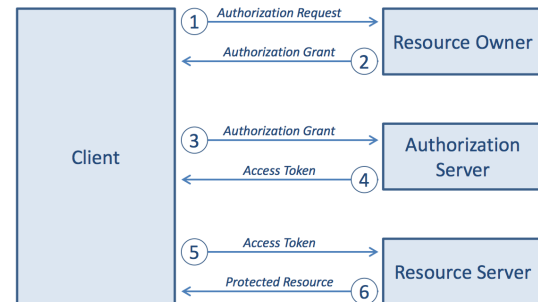 Client
1 Authorization Request
Authorization Grant 2
Resource Owner
3 Authorization Grant
Access Token 4
Authorization
Server
5 Access Token
Protected Resource 6
Resource Server